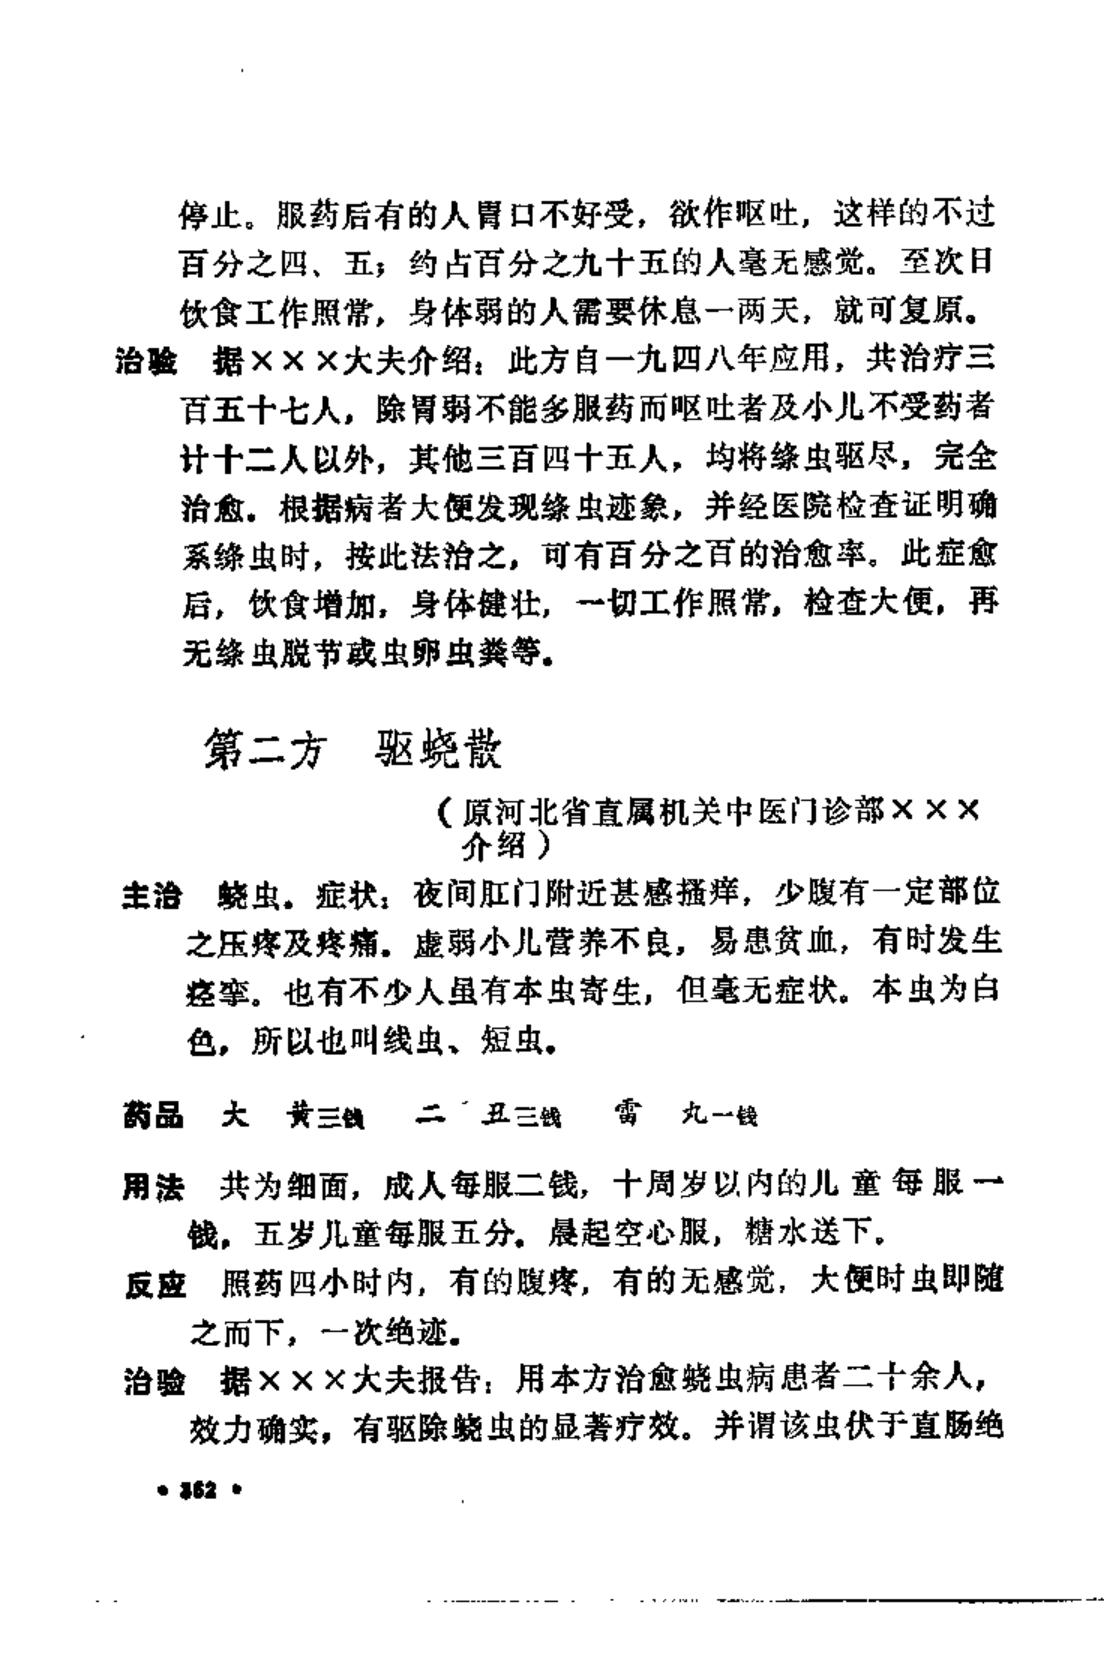 停止。服药后有的人胃口不好受，欲作呕吐，这样的不过
百分之四、五；约占百分之九十五的人毫无感觉。至次日
饮食工作照常，身体弱的人需要休息一两天，就可复原。
治验　据×××大夫介绍：此方自一九四八年应用，共治疗三
百五十七人，除胃弱不能多服药而呕吐者及小儿不受药者
计十二人以外，其他三百四十五人，均将绦虫驱尽，完全
治愈。根据病者大便发现绦虫迹象，并经医院检查证明确
系绦虫时，按此法治之，可有百分之百的治愈率。此症愈
后，饮食增加，身体健壮，一切工作照常，检查大便，再
无绦虫脱节或虫卵虫粪等。
第二方　驱蛲散
（原河北省直属机关中医门诊部×××
介绍）
主治　蛲虫。症状：夜间肛门附近甚感搔痒，少腹有一定部位
之压疼及疼痛。虚弱小儿营养不良，易患贫血，有时发生
痉挛。也有不少人虽有本虫寄生，但毫无症状。本虫为白
色，所以也叫线虫、短虫。
药品　大　黄三钱　二　丑三钱　雷　丸一钱
用法　共为细面，成人每服二钱，十周岁以内的儿童每服一
钱，五岁儿童每服五分。晨起空心服，糖水送下。
反应　照药四小时内，有的腹疼，有的无感觉，大便时虫即随
之而下，一次绝迹。
治验　据×××大夫报告：用本方治愈蛲虫病患者二十余人，
效力确实，有驱除蛲虫的显著疗效。并谓该虫伏于直肠绝
• 352 •